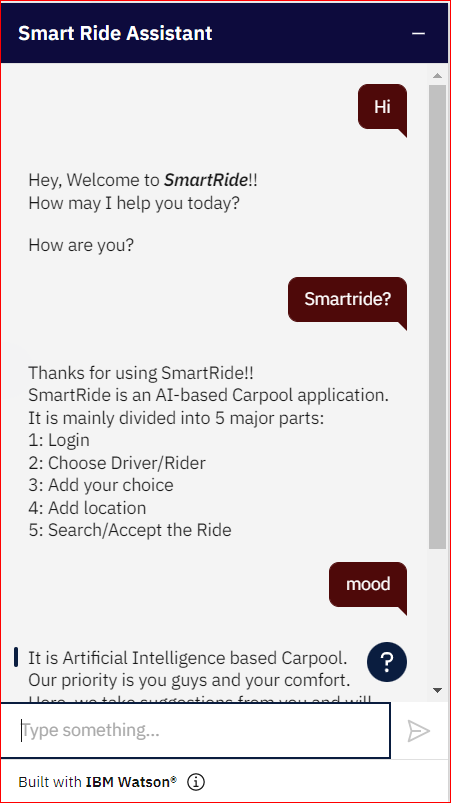 Smart Ride Assistant
Hi
Hey, Welcome to SmartRide!!
How may I help you today?
How are you?
Smartride?
Thanks for using SmartRide!!
SmartRide is an AI-based Carpool application.
It is mainly divided into 5 major parts:
1: Login
2: Choose Driver/Rider
3: Add your choice
4: Add location
5: Search/Accept the Ride
mood
It is Artificial Intelligence based Carpool.
?
Our priority is you guys and your comfort.
Here, we take suggestions from you and will
Type something...
Built with IBM Watson®